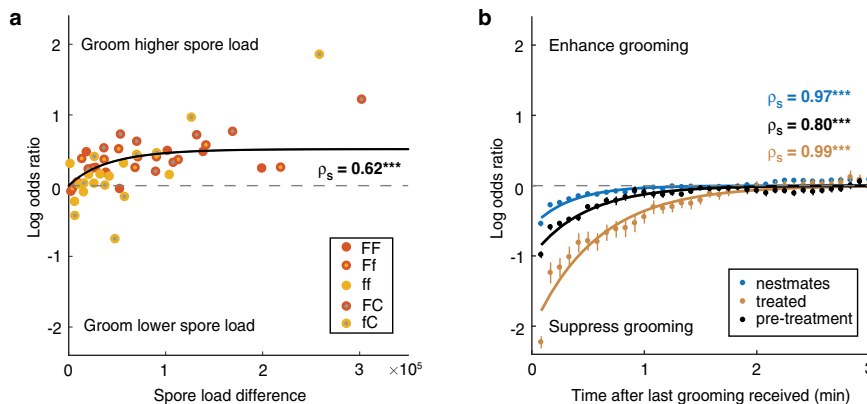 a
Groom higher spore load
2
1
0
-1
-2
Log odds ratio
ρs = 0.62***
FF
Ff
ff
FC
fC
Groom lower spore load
0
1
2
×10⁵
Spore load difference
b
Enhance grooming
2
1
0
-1
-2
Log odds ratio
ρs = 0.97***
ρs = 0.80***
ρs = 0.99***
nestmates
treated
pre-treatment
Suppress grooming
0
1
2
3
Time after last grooming received (min)